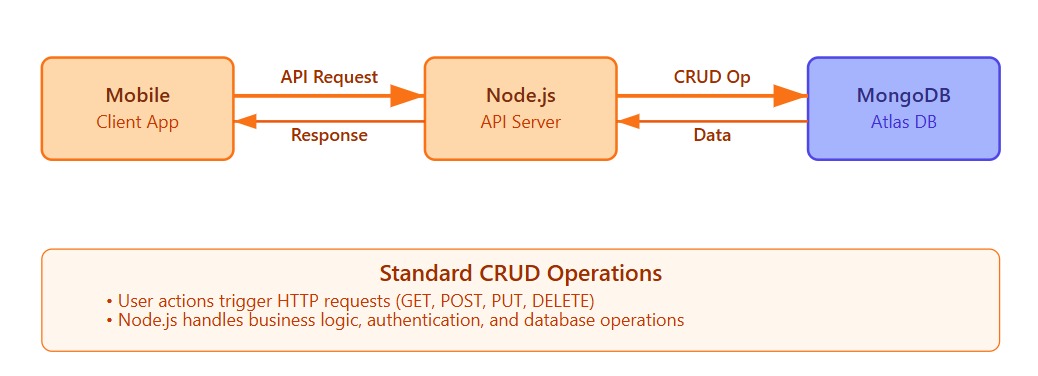 API Request
CRUD Op
Mobile
Node.js
MongoDB
Client App
API Server
Atlas DB
Response
Data
Standard CRUD Operations
• User actions trigger HTTP requests (GET, POST, PUT, DELETE)
• Node.js handles business logic, authentication, and database operations